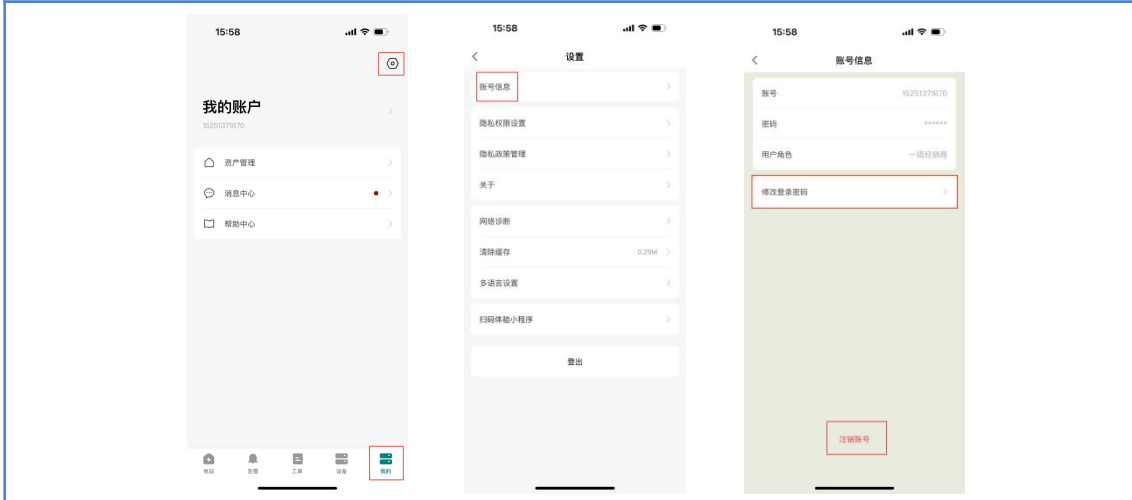 15:58
我的账户
15251371670
资产管理
消息中心
帮助中心
电站
告警
工单
设备
我的
15:58
设置
账号信息
隐私权限设置
隐私政策管理
关于
网络诊断
清除缓存
0.25M
多语言设置
扫码体验小程序
登出
15:58
账号信息
账号
15251371670
密码
******
用户角色
一级经销商
修改登录密码
注销账号